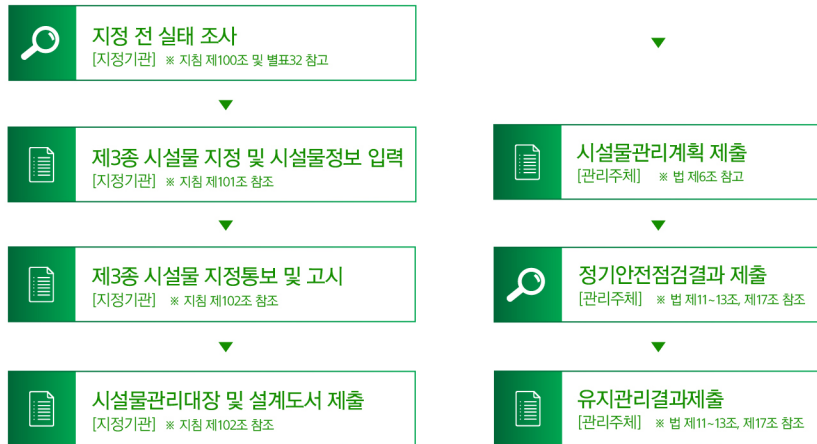 지정 전 실태 조사
[지정기관] ※ 지침 제100조 및 별표32 참고
제3종 시설물 지정 및 시설물정보 입력
[지정기관] ※ 지침 제101조 참조
제3종 시설물 지정통보 및 고시
[지정기관] ※ 지침 제102조 참조
시설물관리대장 및 설계도서 제출
[지정기관] ※ 지침 제102조 참조
시설물관리계획 제출
[관리주체] ※ 법 제6조 참고
정기안전점검결과 제출
[관리주체] ※ 법 제11~13조, 제17조 참조
유지관리결과제출
[관리주체] ※ 법 제11~13조, 제17조 참조